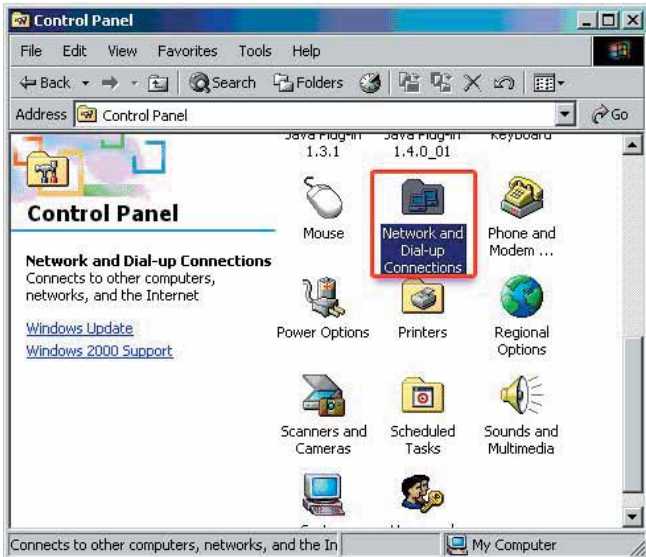 Control Panel
File Edit View Favorites Tools Help
Back Search Folders
Address Control Panel Go
Java Plug-in Java Plug-in Keyboard
1.3.1 1.4.0_01
Control Panel
Mouse
Network and
Dial-up
Connections
Phone and
Modem ...
Network and Dial-up Connections
Connects to other computers,
networks, and the Internet
Windows Update
Windows 2000 Support
Power Options
Printers
Regional
Options
Scanners and
Cameras
Scheduled
Tasks
Sounds and
Multimedia
Connects to other computers, networks, and the In
My Computer